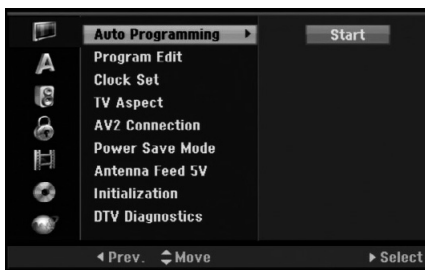 Auto Programming ▶ Start
Program Edit
Clock Set
A
TV Aspect
AV2 Connection
Power Save Mode
Antenna Feed 5V
Initialization
DTV Diagnostics
◀ Prev. Move ▶ Select